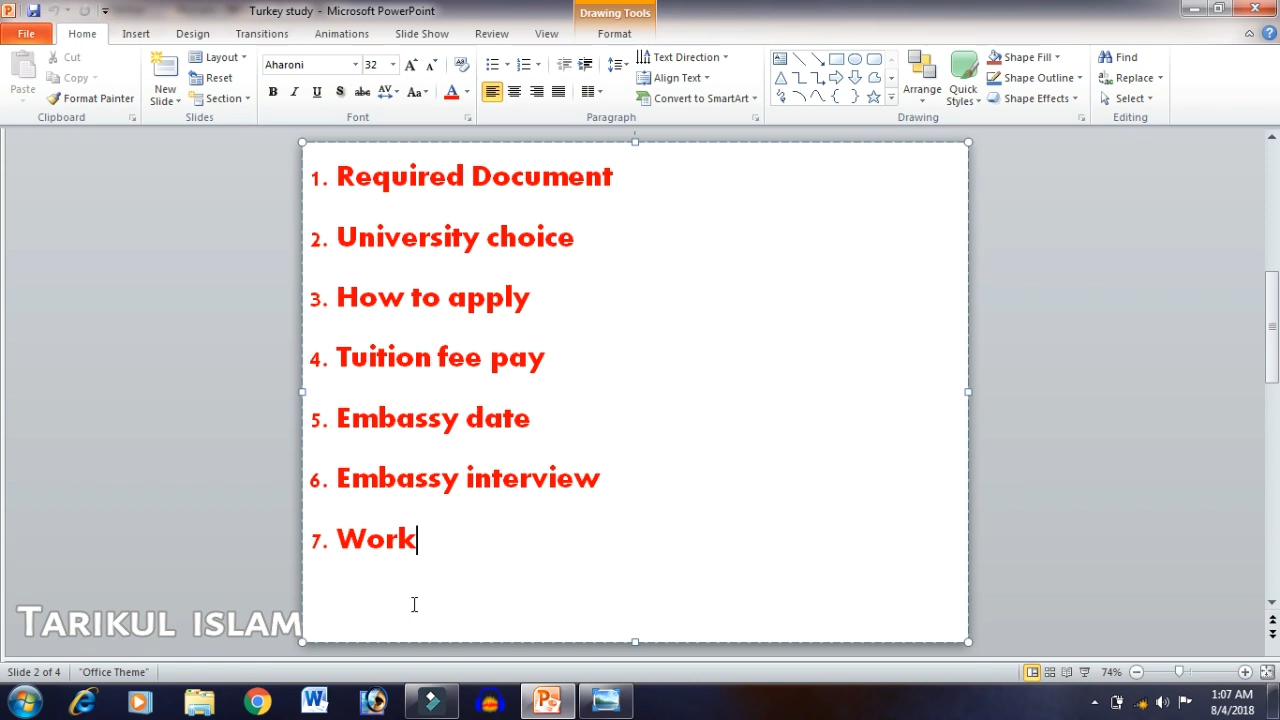 Turkey study - Microsoft PowerPoint
Drawing Tools
File Home Insert Design Transitions Animations Slide Show Review View Format
Paste
Cut
Copy
Format Painter
Clipboard
New Slide
Layout
Reset
Section
Slides
Aharoni 32
B I U S abc AV Aa A
Font
Text Direction
Align Text
Convert to SmartArt
Paragraph
Arrange
Quick Styles
Shape Fill
Shape Outline
Shape Effects
Drawing
Find
Replace
Select
Editing
1. Required Document
2. University choice
3. How to apply
4. Tuition fee pay
5. Embassy date
6. Embassy interview
7. Work
TARIKUL ISLAM
Slide 2 of 4 "Office Theme" 74%
1:07 AM
8/4/2018